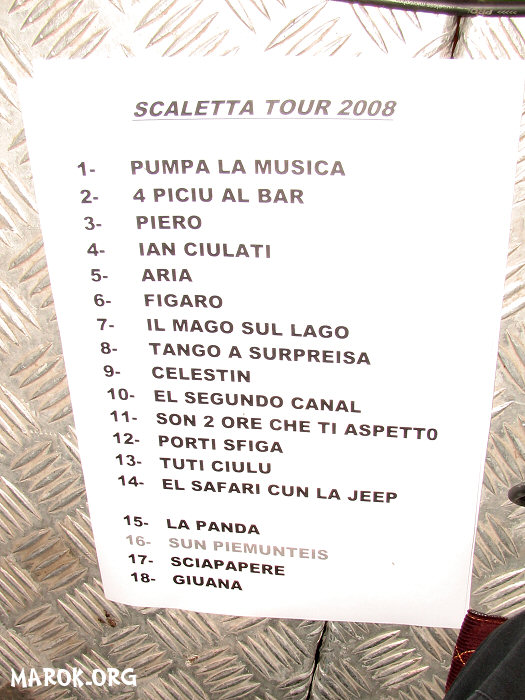 SCALETTA TOUR 2008
1- PUMPA LA MUSICA
2- 4 PICIU AL BAR
3- PIERO
4- IAN CIULATI
5- ARIA
6- FIGARO
7- IL MAGO SUL LAGO
8- TANGO A SURPREISA
9- CELESTIN
10- EL SEGUNDO CANAL
11- SON 2 ORE CHE TI ASPETT0
12- PORTI SFIGA
13- TUTI CIULU
14- EL SAFARI CUN LA JEEP
15- LA PANDA
16- SUN PIEMUNTEIS
17- SCIAPAPERE
18- GIUANA
MAROK.ORG